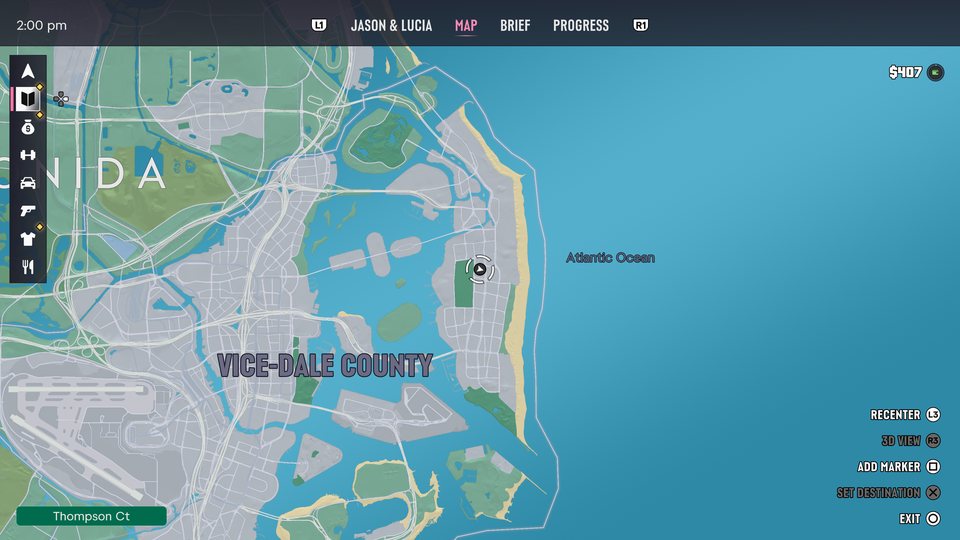 2:00 pm
L1 JASON & LUCIA MAP BRIEF PROGRESS R1
$407
NIDA
Atlantic Ocean
VICE-DALE COUNTY
RECENTER L3
3D VIEW R3
ADD MARKER
SET DESTINATION
EXIT
Thompson Ct